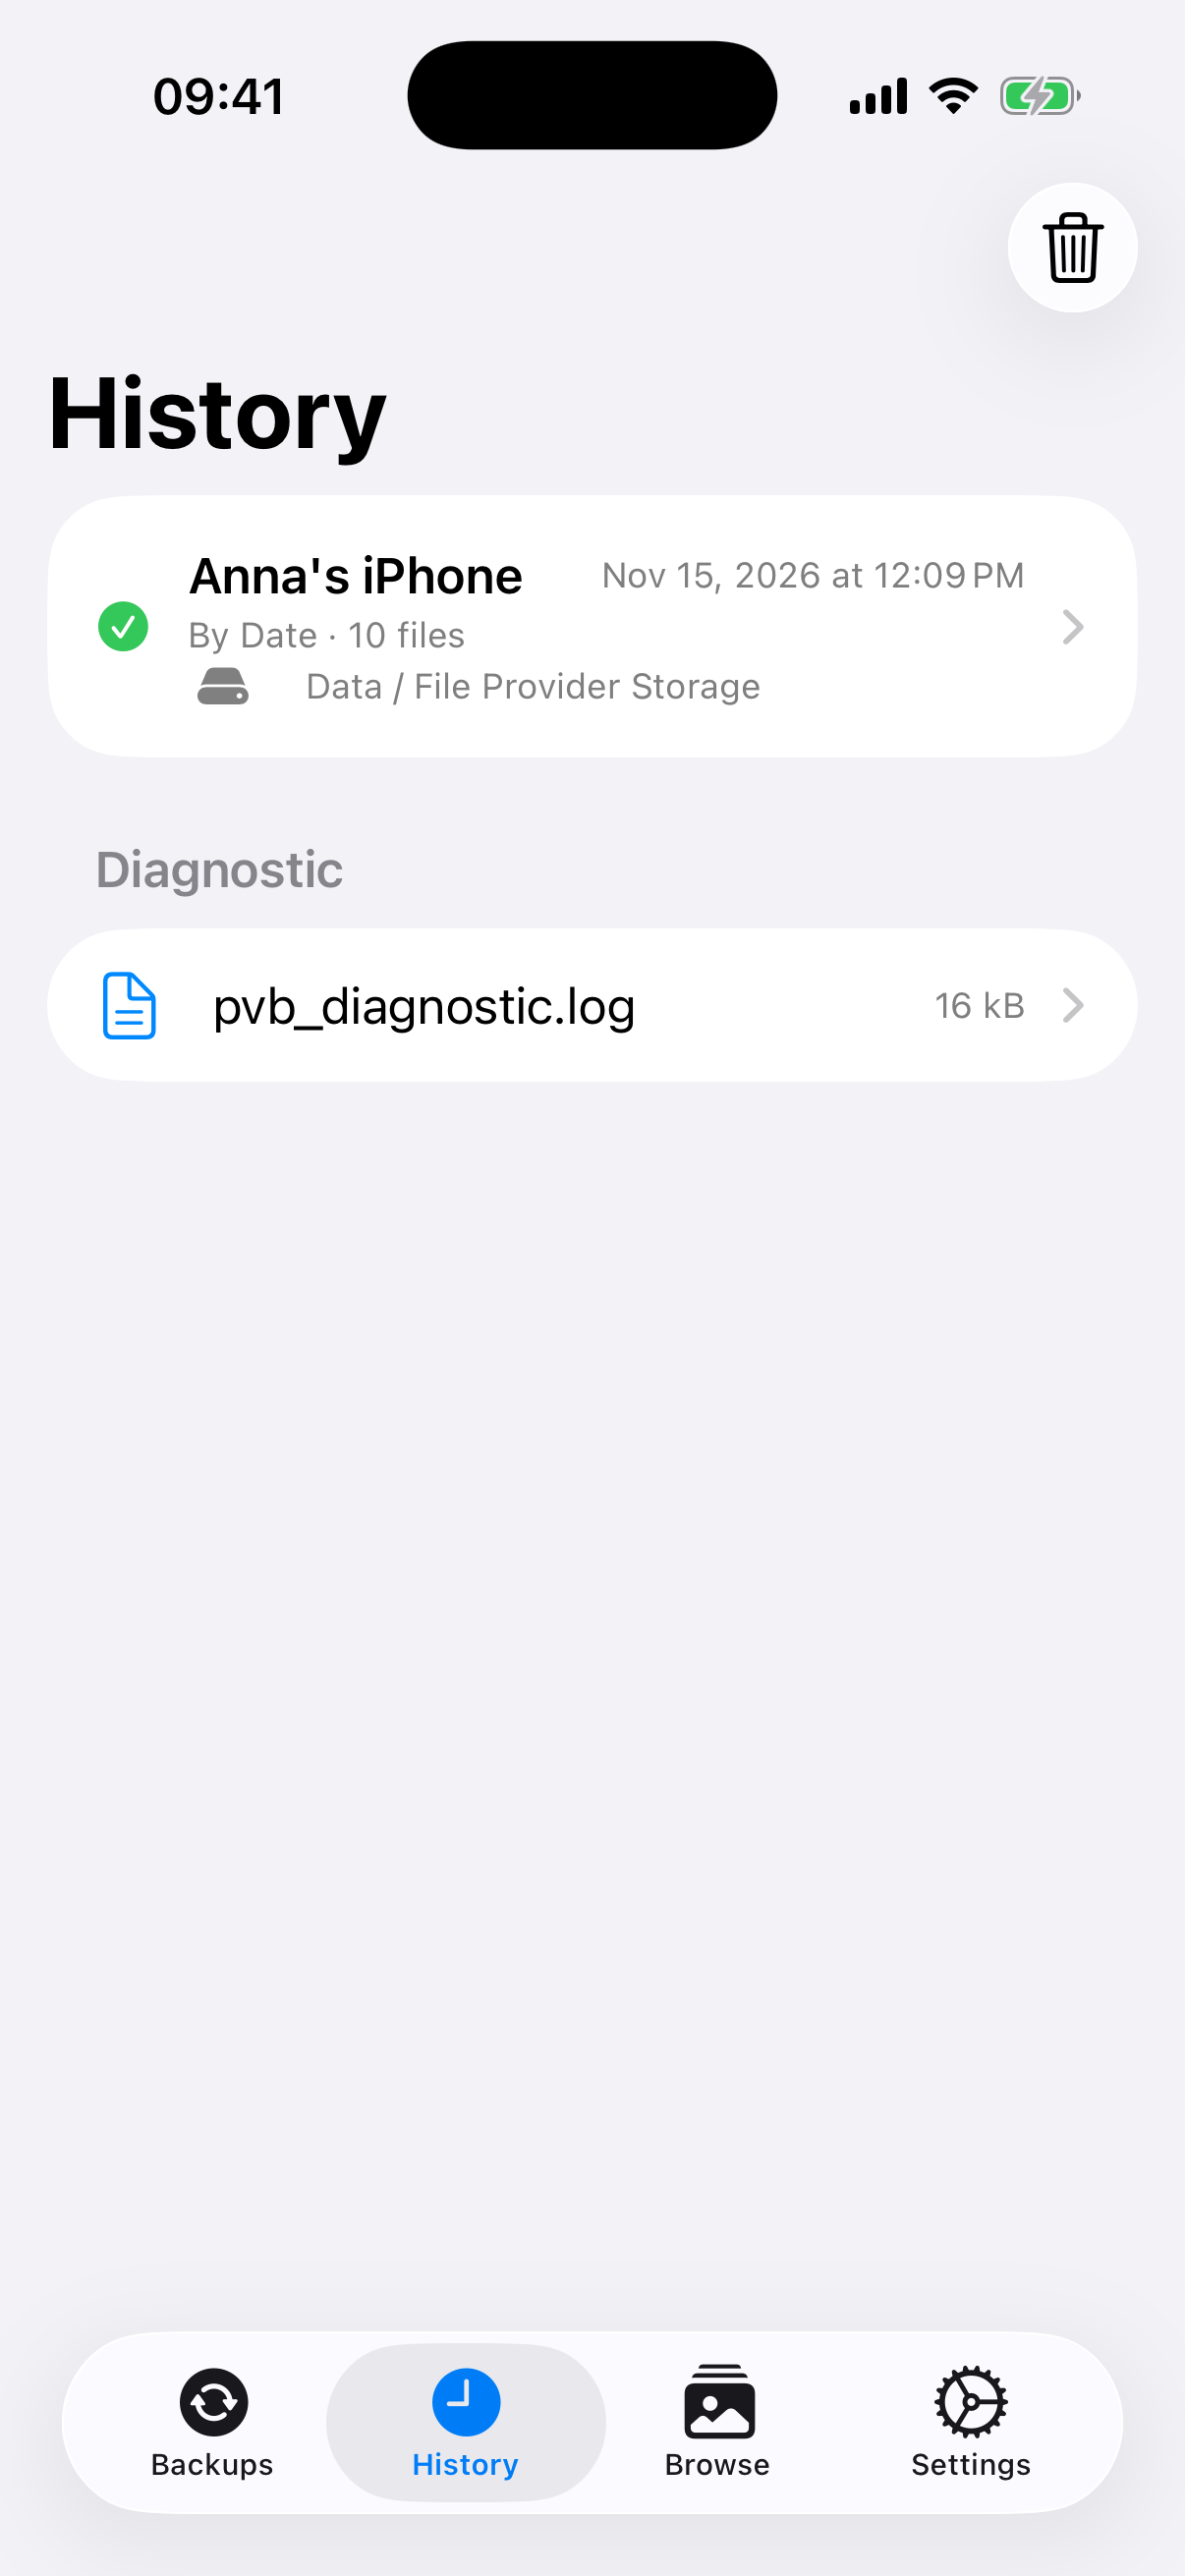 09:41
History
Anna's iPhone
Nov 15, 2026 at 12:09 PM
By Date · 10 files
Data / File Provider Storage
Diagnostic
pvb_diagnostic.log
16 kB
Backups
History
Browse
Settings